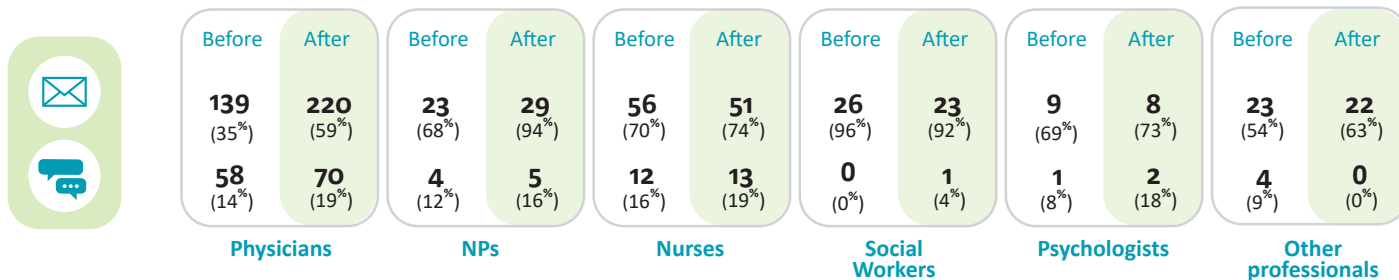 Before After Before After Before After Before After Before After Before After
139 220 23 29 56 51 26 23 9 8 23 22
(35%) (59%) (68%) (94%) (70%) (74%) (96%) (92%) (69%) (73%) (54%) (63%)
58 70 4 5 12 13 0 1 1 2 4 0
(14%) (19%) (12%) (16%) (16%) (19%) (0%) (4%) (8%) (18%) (9%) (0%)
Physicians NPs Nurses Social Psychologists Other
Workers professionals